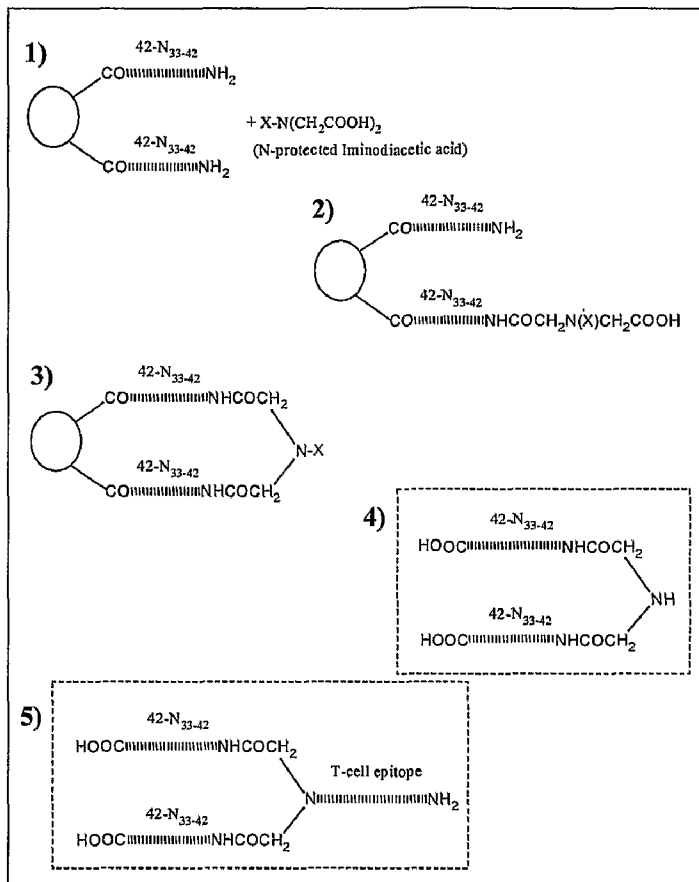 1)
42-N33-42
CO NH2
42-N33-42
CO NH2
+ X-N(CH2COOH)2
(N-protected Iminodiacetic acid)
2)
42-N33-42
CO NH2
42-N33-42
CO NHCOCH2N(X)CH2COOH
3)
42-N33-42
CO NHCOCH2
N-X
42-N33-42
CO NHCOCH2
4)
42-N33-42
HOOC NHCOCH2
NH
42-N33-42
HOOC NHCOCH2
5)
42-N33-42
HOOC NHCOCH2
T-cell epitope
N NH2
42-N33-42
HOOC NHCOCH2